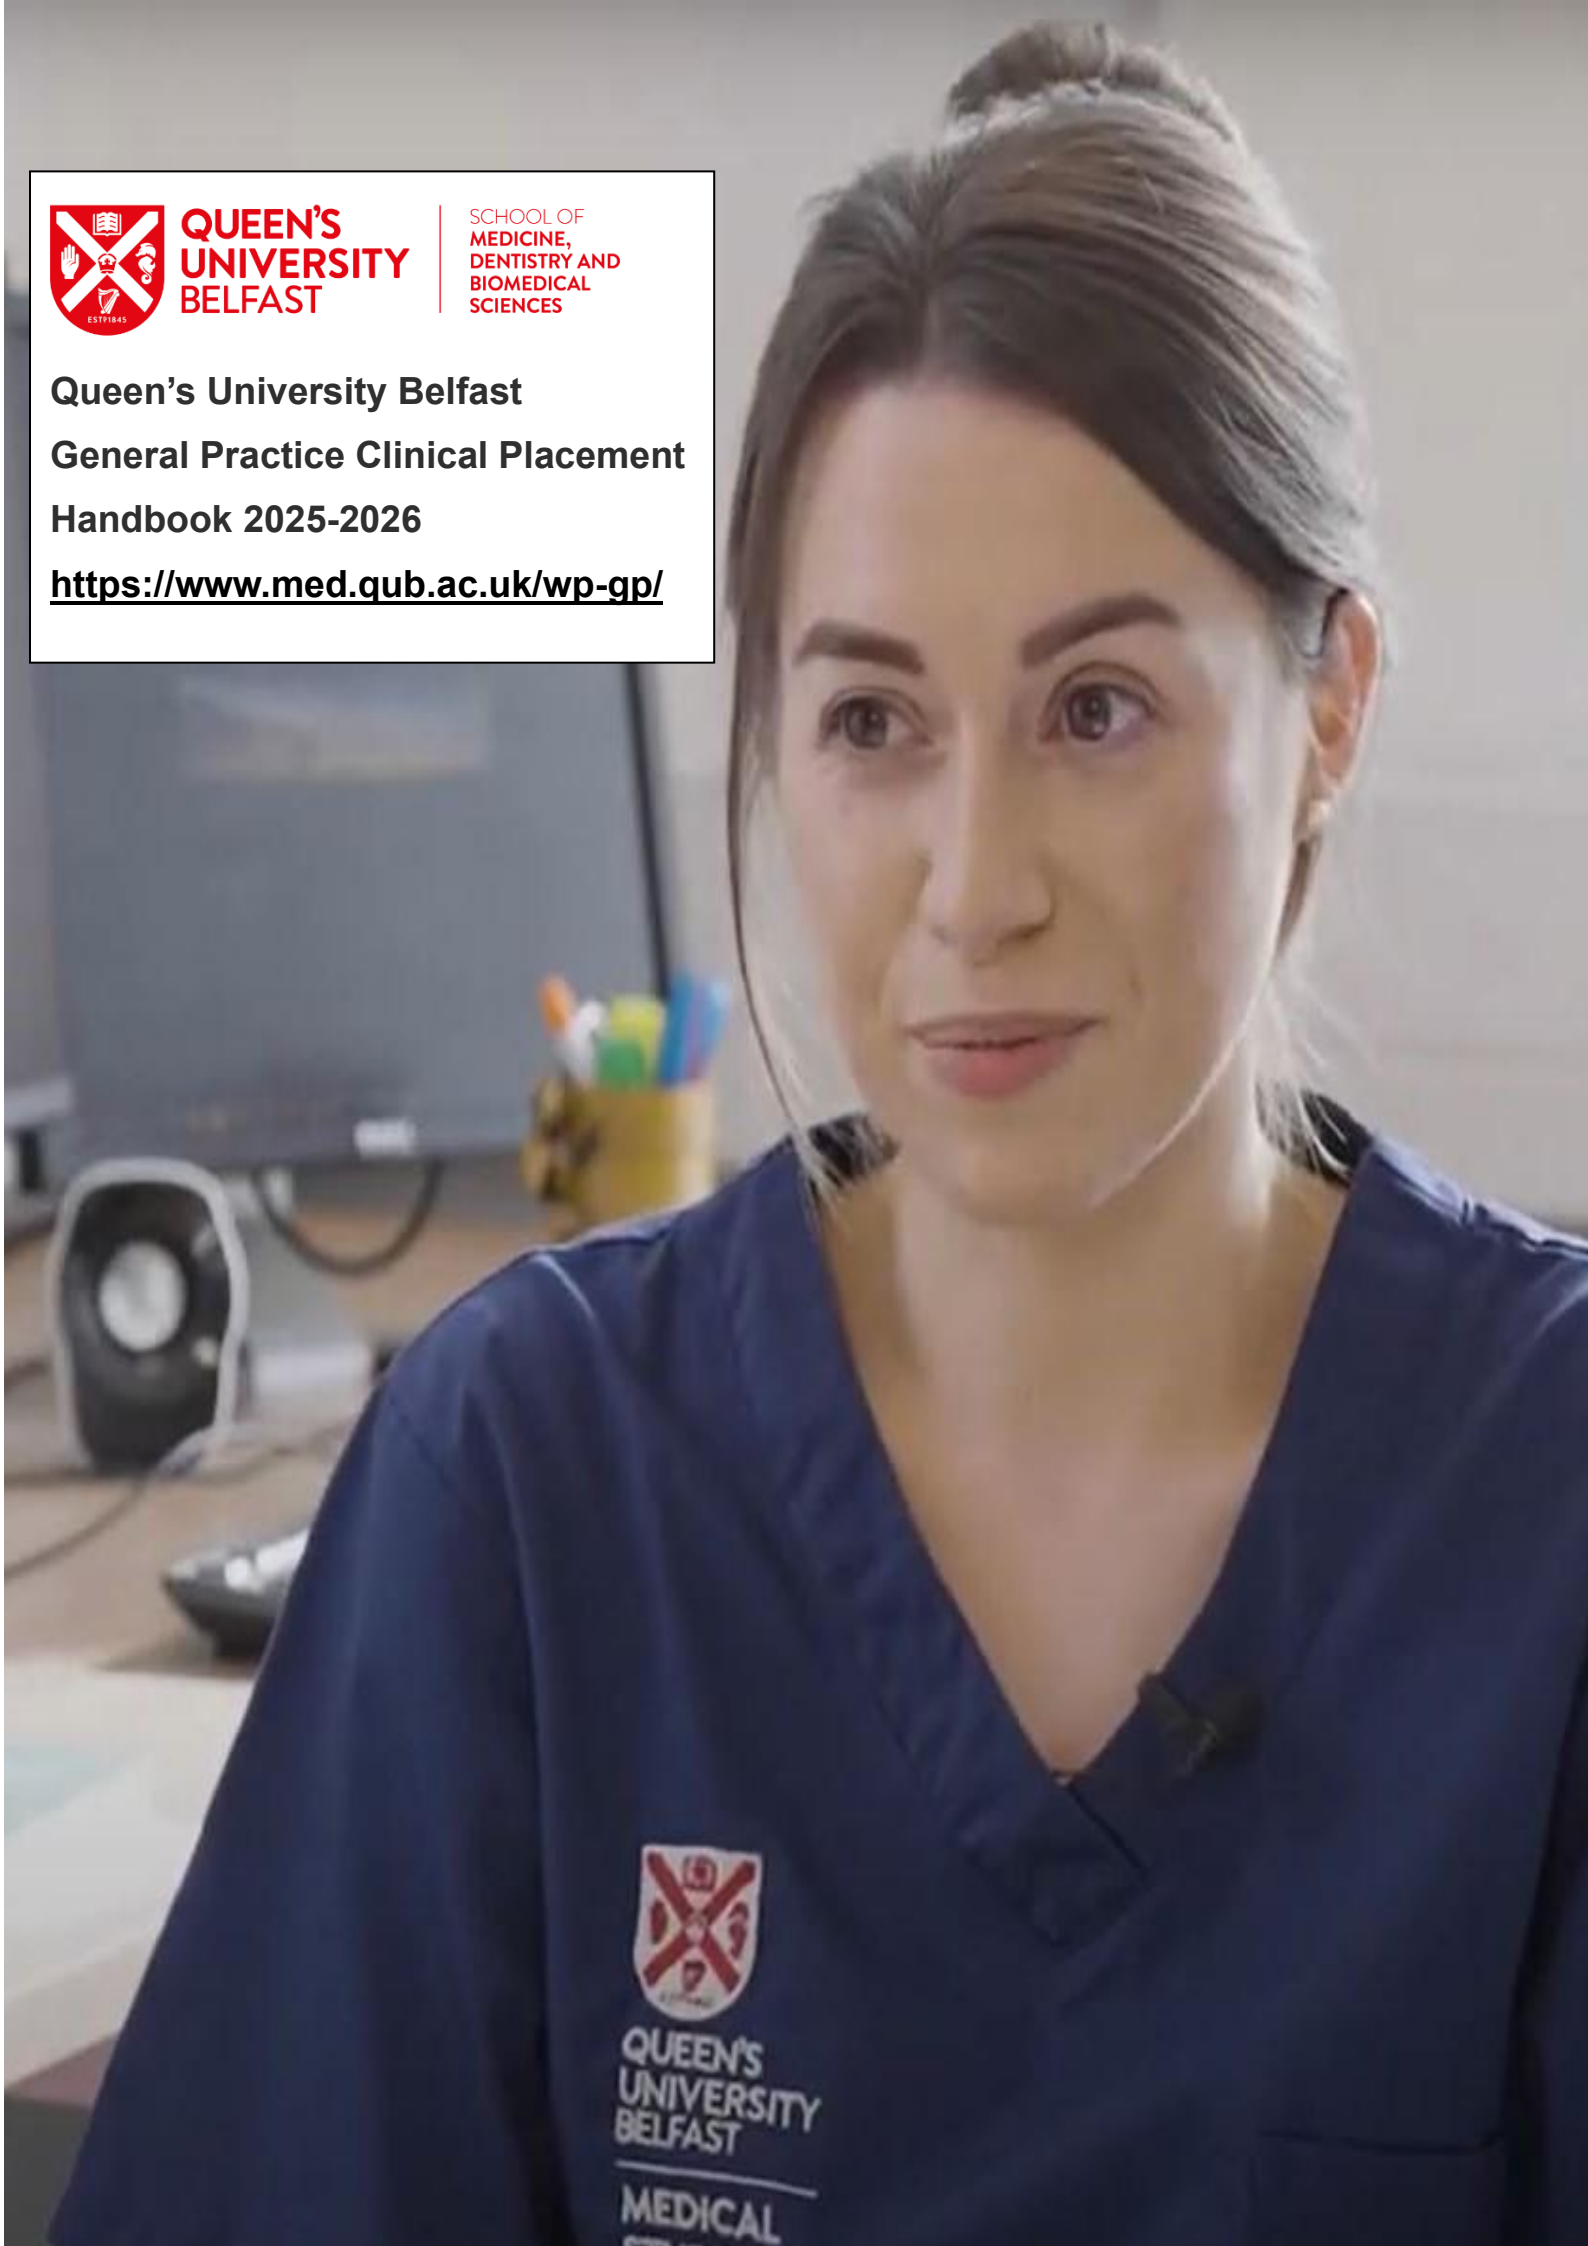 QUEEN'S
UNIVERSITY
BELFAST
ESTD1845
SCHOOL OF
MEDICINE,
DENTISTRY AND
BIOMEDICAL
SCIENCES
Queen's University Belfast
General Practice Clinical Placement
Handbook 2025-2026
https://www.med.qub.ac.uk/wp-gp/
QUEEN'S
UNIVERSITY
BELFAST
MEDICAL